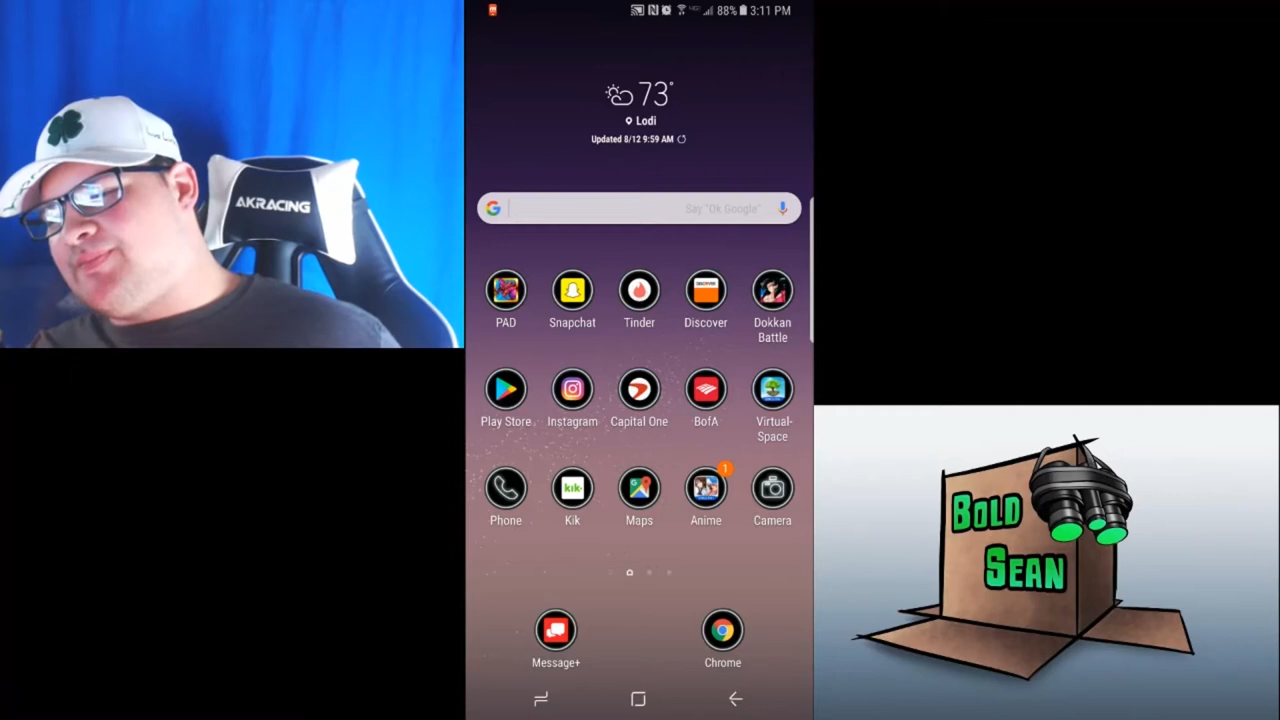 AKRACING
88% 3:11 PM
73°
Lodi
Updated 8/12 9:59 AM
Say "Ok Google"
DISCOVER
PAD Snapchat Tinder Discover Dokkan Battle
Play Store Instagram Capital One BofA Virtual-Space
kik.
1
Phone Kik Maps Anime Camera
Message+ Chrome
BOLD
SEAN